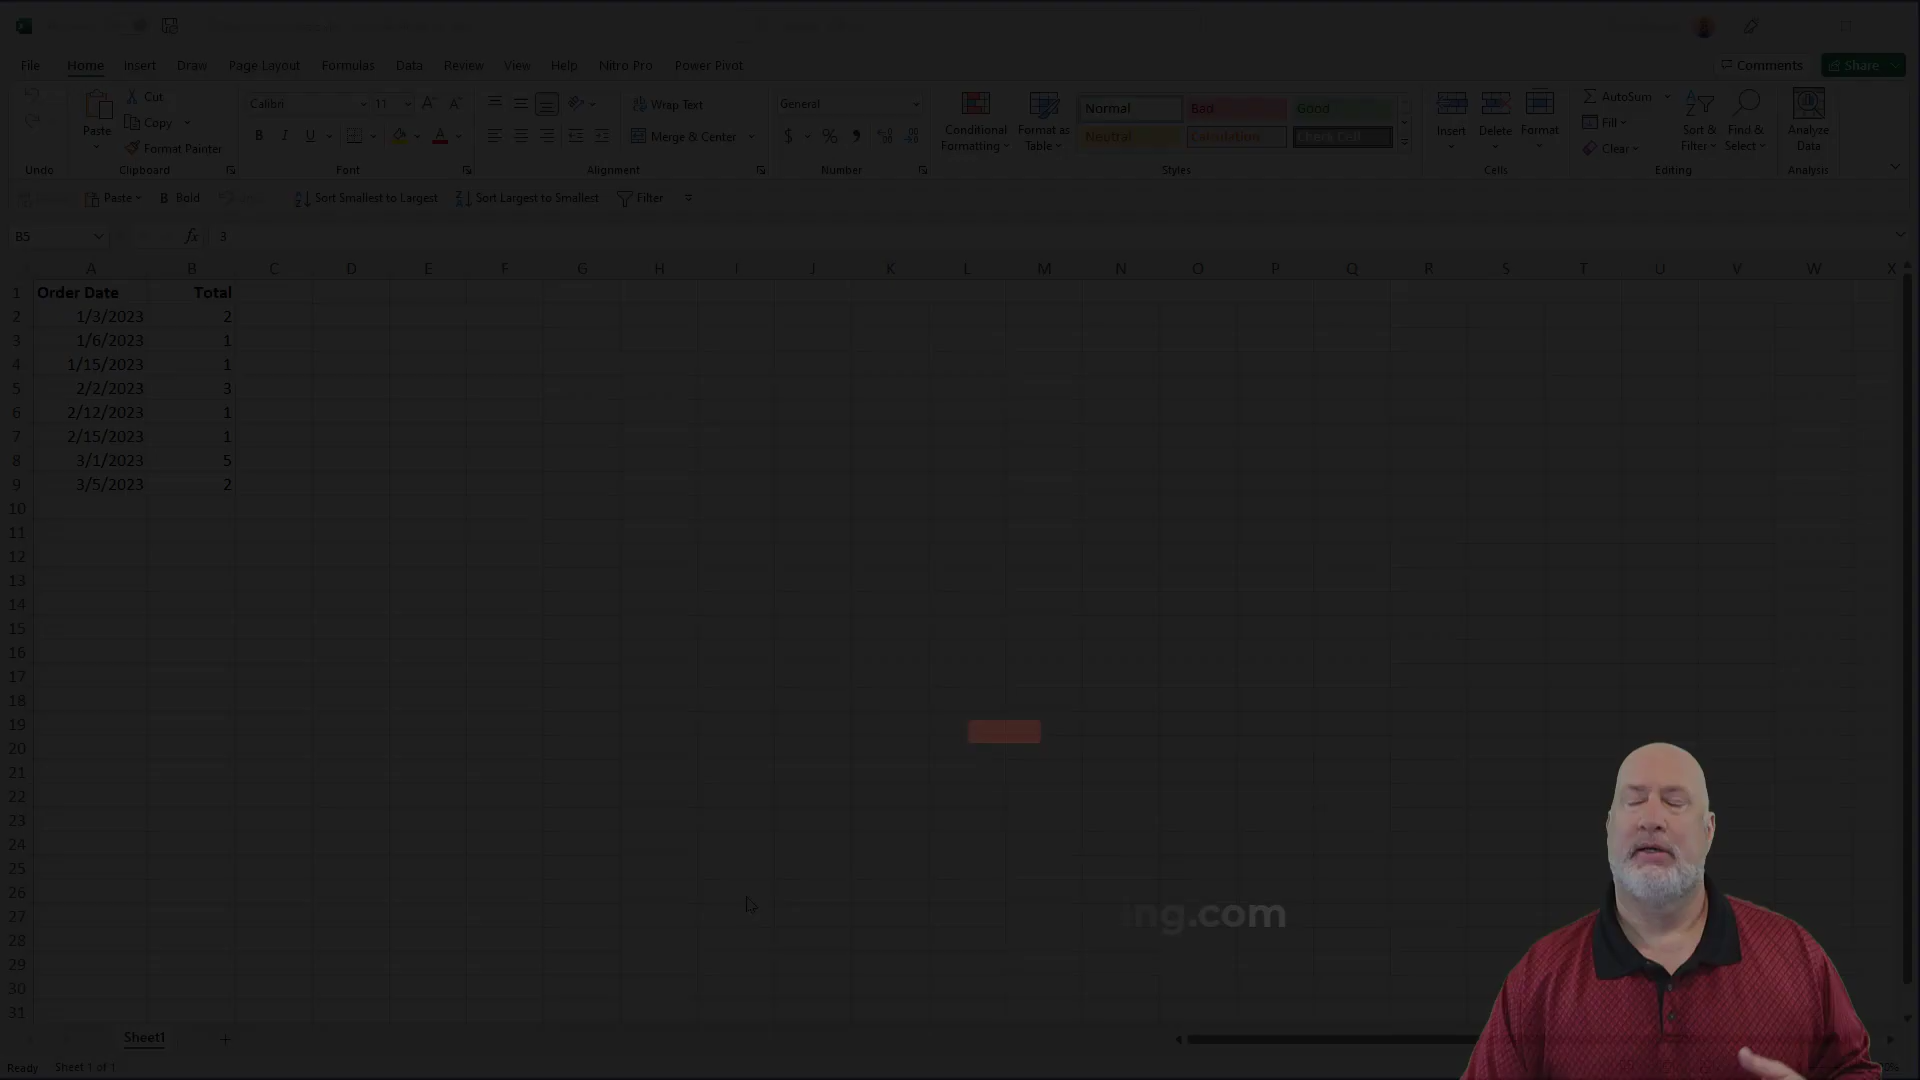 File Home Insert Draw Page Layout Formulas Data Review View Help Nitro Pro Power Pivot Comments Share
Cut
Copy
Format Painter
Paste
Undo
Clipboard
Calibri 11
B I U
Font
Wrap Text
Merge & Center
Alignment
General
$ % ,
Number
Conditional Formatting
Format as Table
Normal Bad Good
Neutral Calculation Check Cell
Styles
Insert Delete Format
Cells
AutoSum
Fill
Clear
Sort & Filter
Find & Select
Editing
Analyze Data
Analysis
Paste Bold Sort Smallest to Largest Sort Largest to Smallest Filter
B5 fx 3
A B C D E F G H I J K L M N O P Q R S T U V W X
1 Order Date Total
2 1/3/2023 2
3 1/6/2023 1
4 1/15/2023 1
5 2/2/2023 3
6 2/12/2023 1
7 2/15/2023 1
8 3/1/2023 5
9 3/5/2023 2
10
11
12
13
14
15
16
17
18
19
20
21
22
23
24
25
26
27
28
29
30
31
ing.com
Sheet1
Ready Sheet 1 of 1